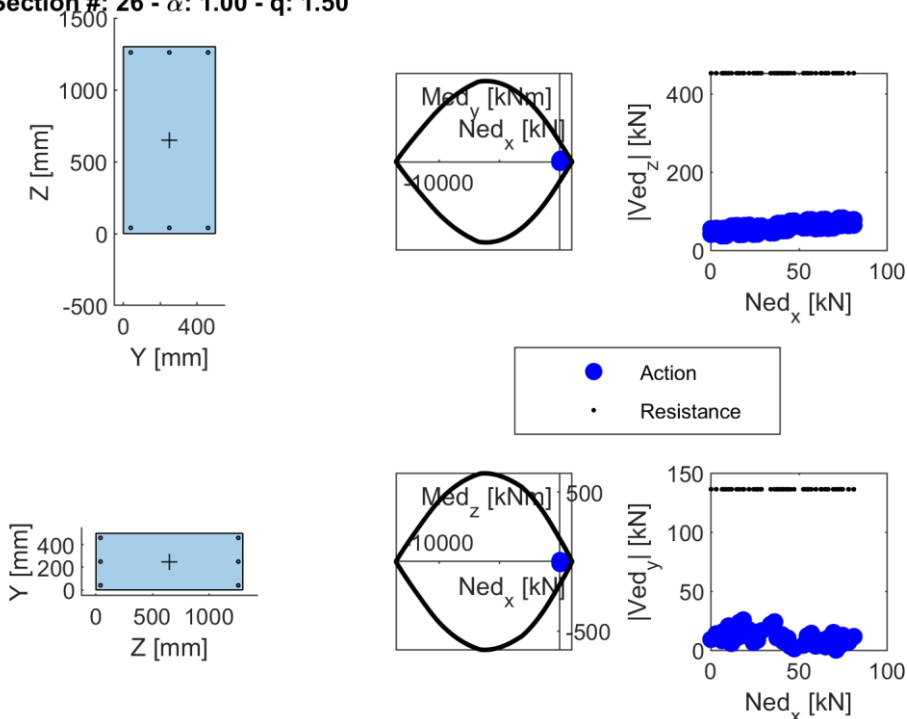 Section #: 26 - α: 1.00 - q: 1.50
1500
1000
500
0
-500
Z [mm]
0
400
Y [mm]
Med_y [kNm]
Ned_x [kN]
-10000
400
200
0
|Ved_z| [kN]
0
50
100
Ned_x [kN]
Action
Resistance
400
200
0
Y [mm]
0
500
1000
Z [mm]
Med_z [kNm]
500
-10000
Ned_x [kN]
-500
150
100
50
0
|Ved_y| [kN]
0
50
100
Ned_x [kN]